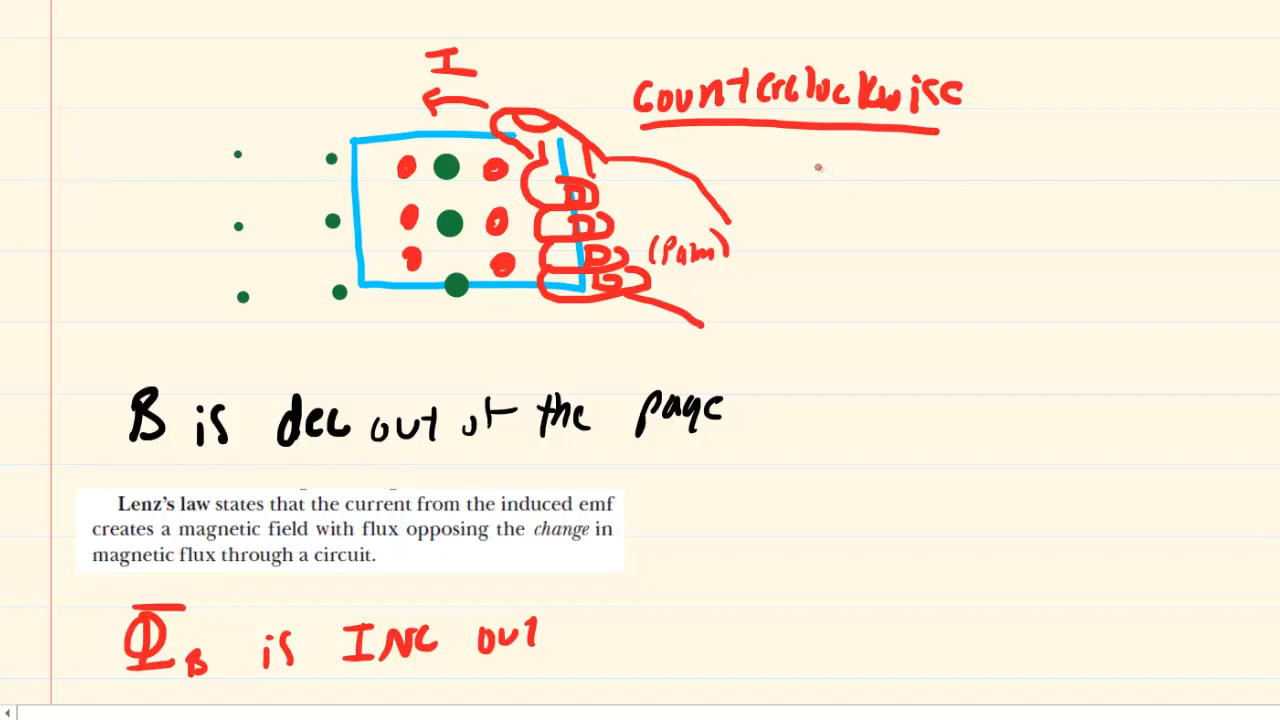 I
Counterclockwise
(Palm)
B is dec out of the page
Lenz's law states that the current from the induced emf
creates a magnetic field with flux opposing the change in
magnetic flux through a circuit.
Φ_B is INC out